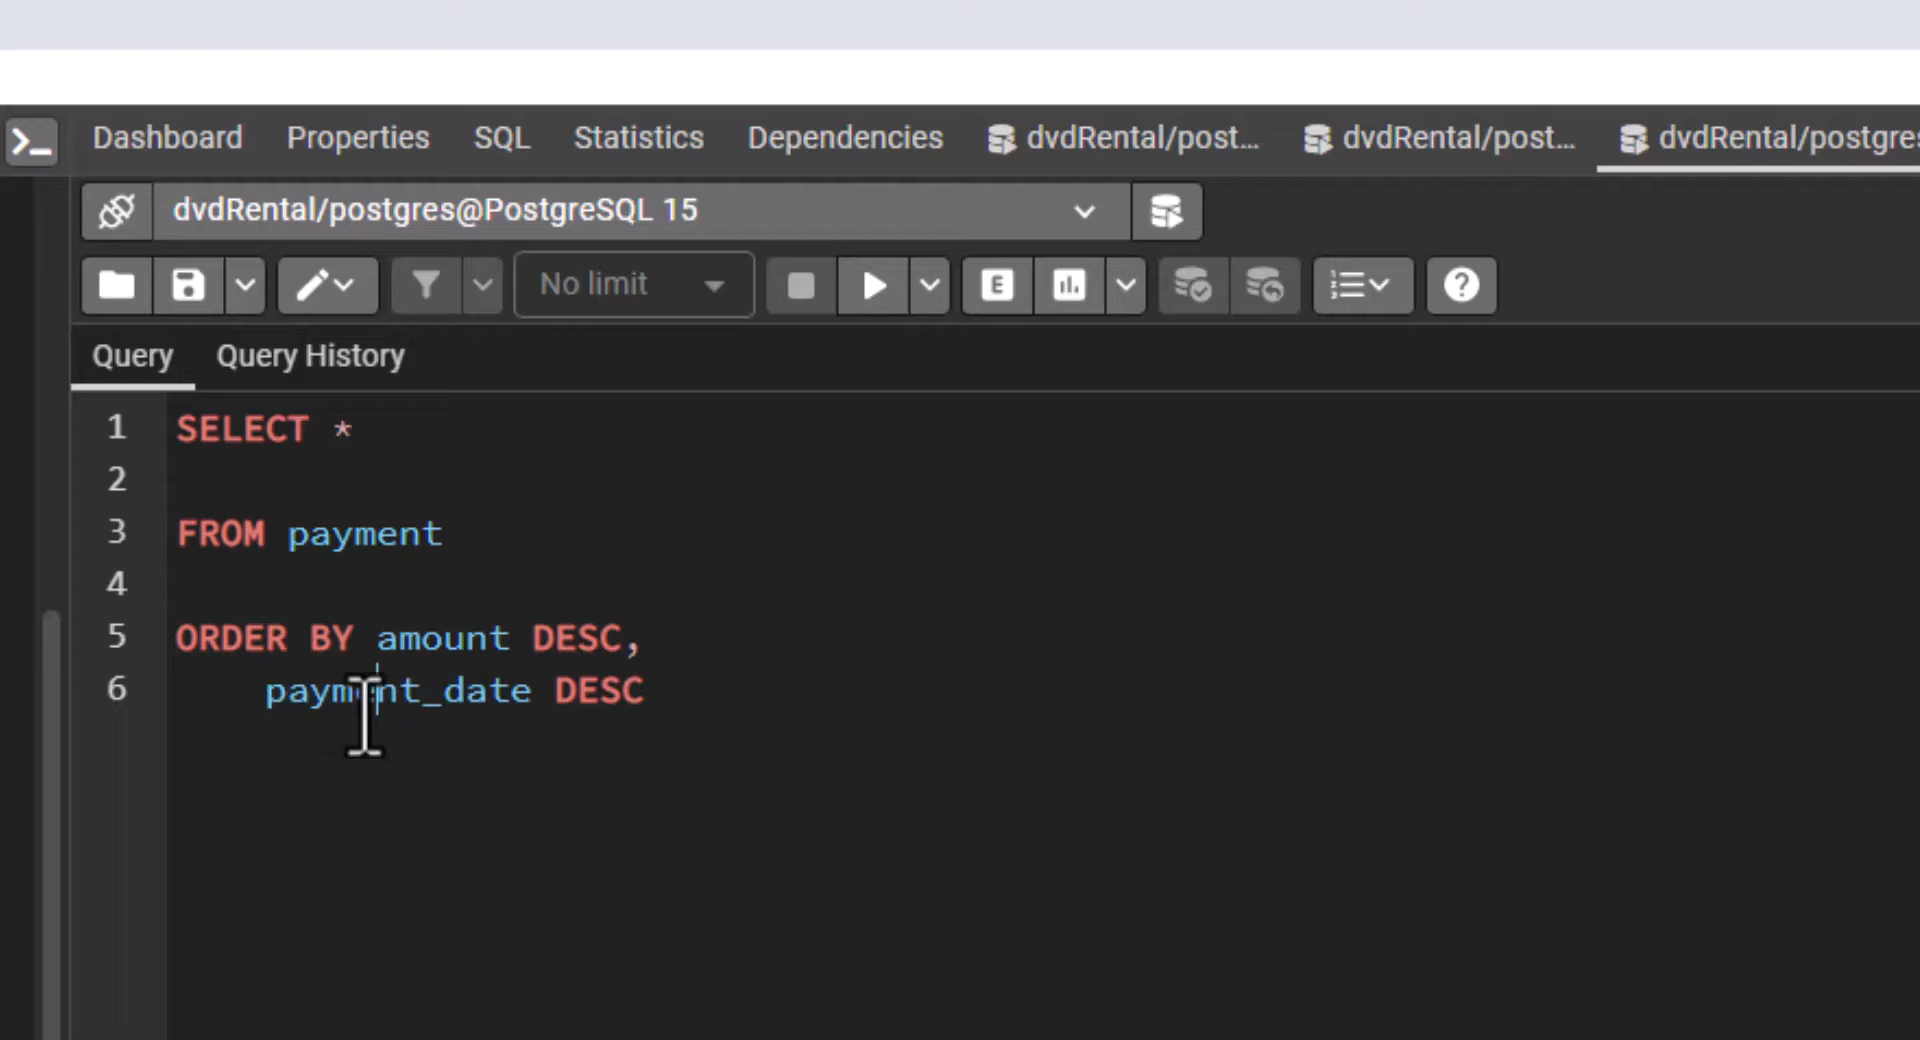 Dashboard Properties SQL Statistics Dependencies dvdRental/post... dvdRental/post... dvdRental/postgres
dvdRental/postgres@PostgreSQL 15
No limit E ?
Query Query History
1 SELECT *
2
3 FROM payment
4
5 ORDER BY amount DESC,
6 payment_date DESC